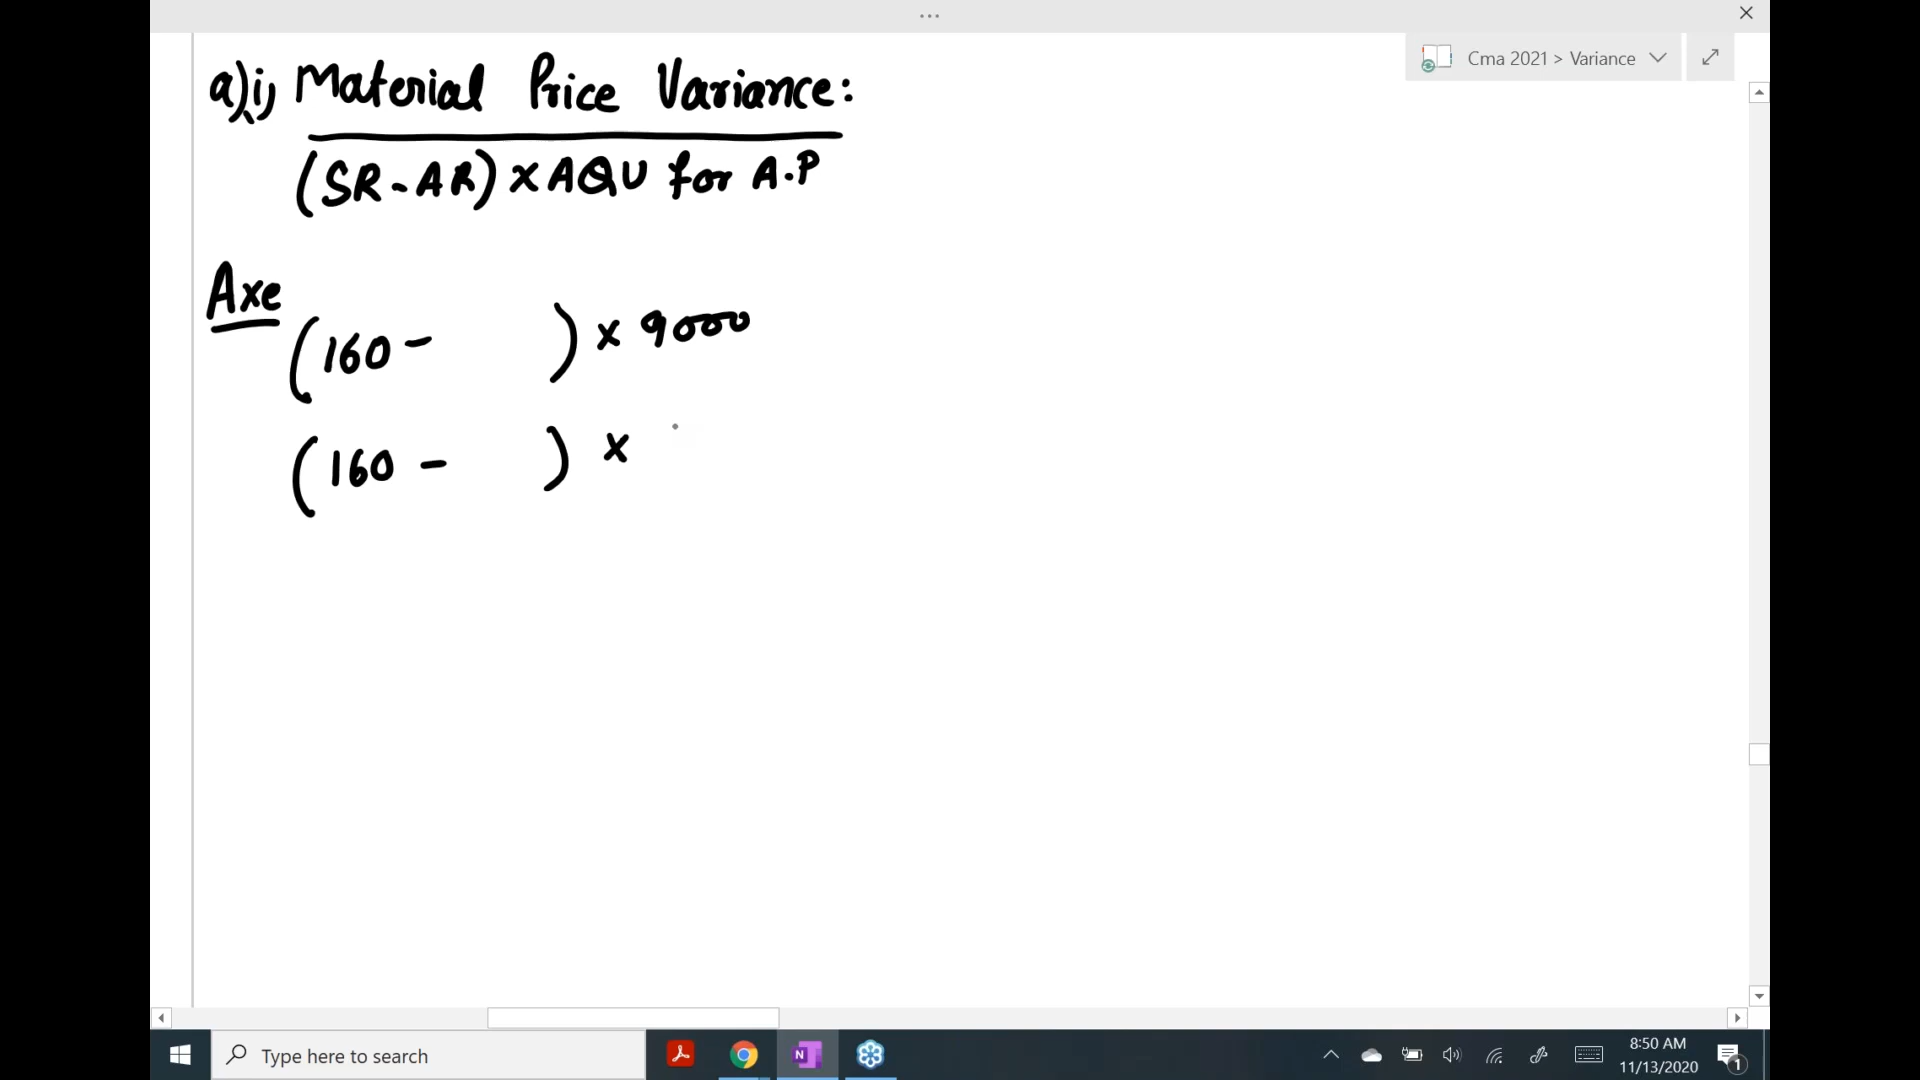 Cma 2021 > Variance
a)i) Material Price Variance:
(SR-AR) x AQU for A.P
Axe
(160 - ) x 9000
(160 - ) x
Type here to search
8:50 AM
11/13/2020
1